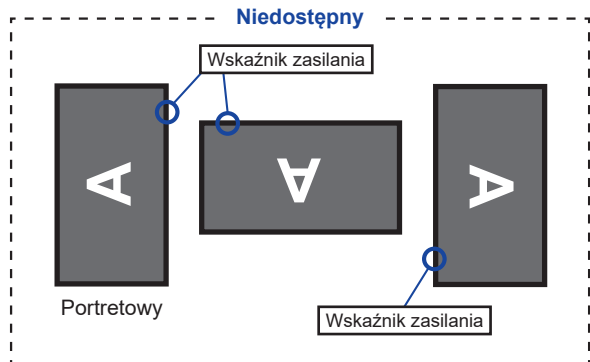 Niedostępny
Wskaźnik zasilania
A
A
A
Portretowy
Wskaźnik zasilania